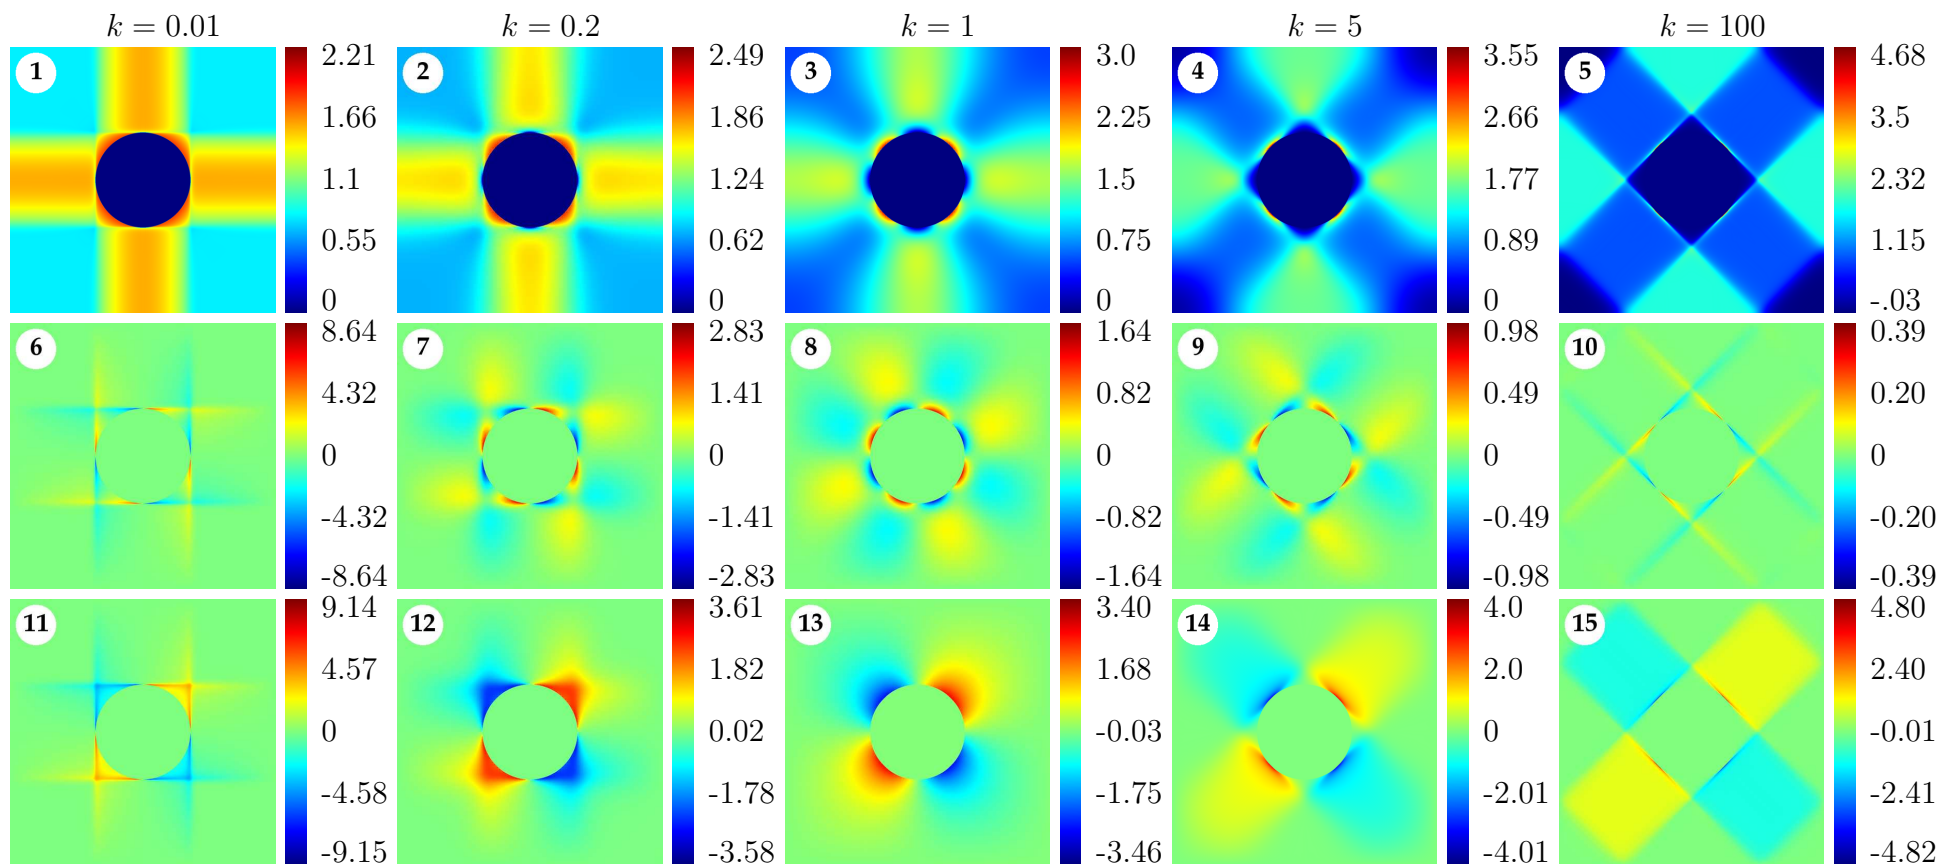 k = 0.01 k = 0.2 k = 1 k = 5 k = 100
1 2.21 2 2.49 3 3.0 4 3.55 5 4.68
1.66 1.86 2.25 2.66 3.5
1.1 1.24 1.5 1.77 2.32
0.55 0.62 0.75 0.89 1.15
0 0 0 0 -.03
6 8.64 7 2.83 8 1.64 9 0.98 10 0.39
4.32 1.41 0.82 0.49 0.20
0 0 0 0 0
-4.32 -1.41 -0.82 -0.49 -0.20
-8.64 -2.83 -1.64 -0.98 -0.39
11 9.14 12 3.61 13 3.40 14 4.0 15 4.80
4.57 1.82 1.68 2.0 2.40
0 0.02 -0.03 0 -0.01
-4.58 -1.78 -1.75 -2.01 -2.41
-9.15 -3.58 -3.46 -4.01 -4.82